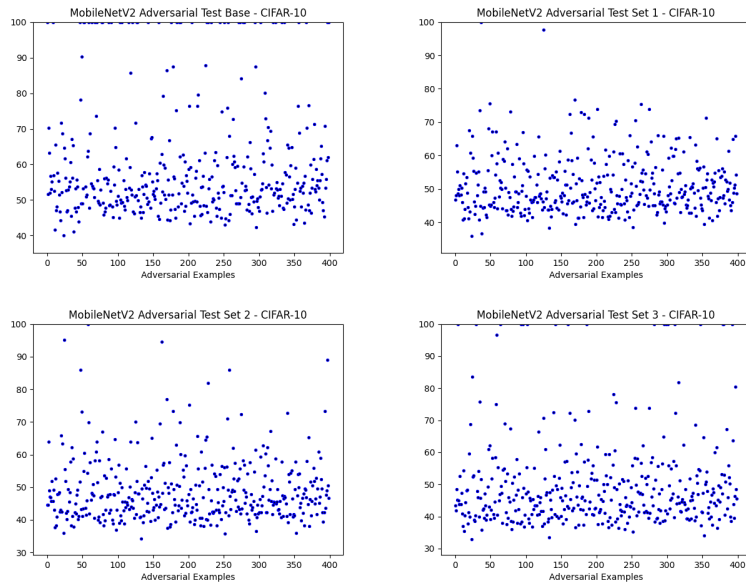 MobileNetV2 Adversarial Test Base - CIFAR-10
100
90
80
70
60
50
40
0 50 100 150 200 250 300 350 400
Adversarial Examples
MobileNetV2 Adversarial Test Set 1 - CIFAR-10
100
90
80
70
60
50
40
0 50 100 150 200 250 300 350 400
Adversarial Examples
MobileNetV2 Adversarial Test Set 2 - CIFAR-10
100
90
80
70
60
50
40
30
0 50 100 150 200 250 300 350 400
Adversarial Examples
MobileNetV2 Adversarial Test Set 3 - CIFAR-10
100
90
80
70
60
50
40
30
0 50 100 150 200 250 300 350 400
Adversarial Examples